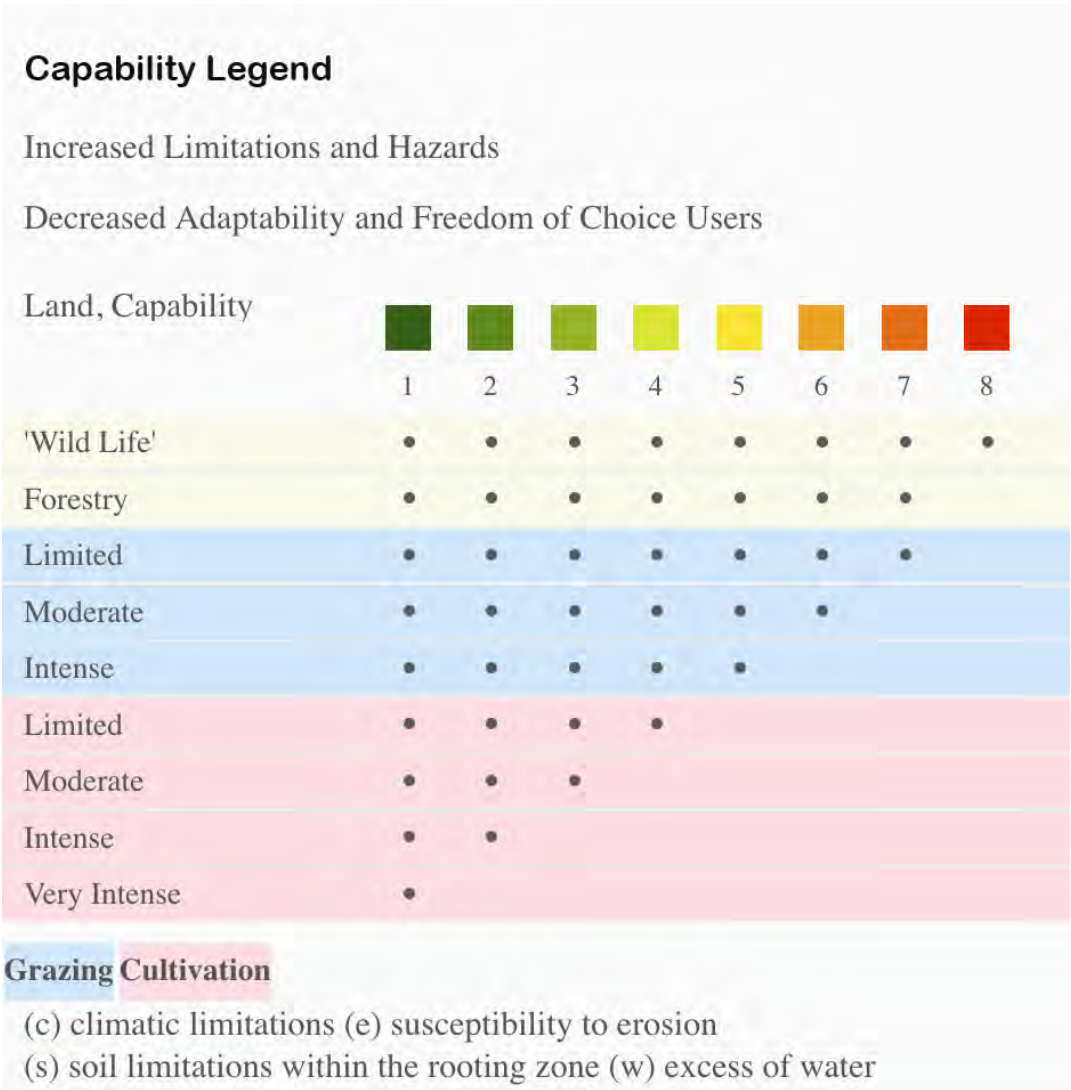 Capability Legend
Increased Limitations and Hazards
Decreased Adaptability and Freedom of Choice Users
Land, Capability
1 2 3 4 5 6 7 8
'Wild Life' • • • • • • • •
Forestry • • • • • • •
Limited • • • • • • •
Moderate • • • • • •
Intense • • • • •
Limited • • • •
Moderate • • •
Intense • •
Very Intense •
Grazing Cultivation
(c) climatic limitations (e) susceptibility to erosion
(s) soil limitations within the rooting zone (w) excess of water